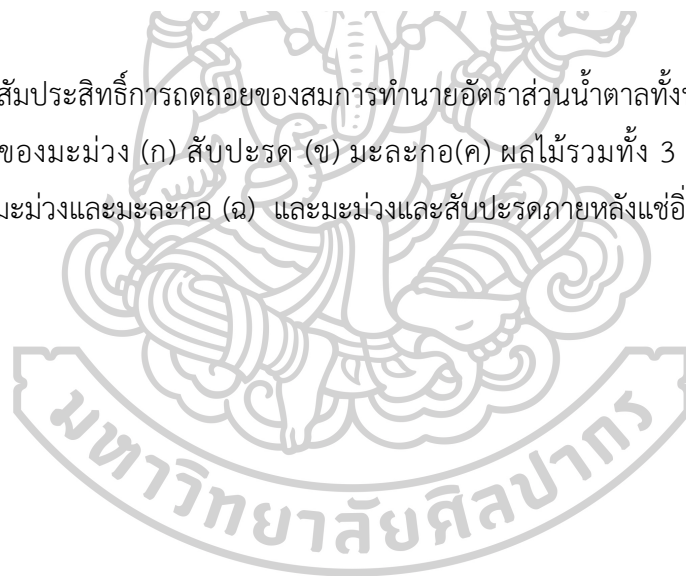 สัมประสิทธิ์การถดถอยของสมการทำนายอัตราส่วนน้ำตาลทั้งห
ของมะม่วง (ก) สับปะรด (ข) มะละกอ(ค) ผลไม้รวมทั้ง 3
มะม่วงและมะละกอ (ฉ) และมะม่วงและสับปะรดภายหลังแช่อิ่
มหาวิทยาลัยศิลปากร